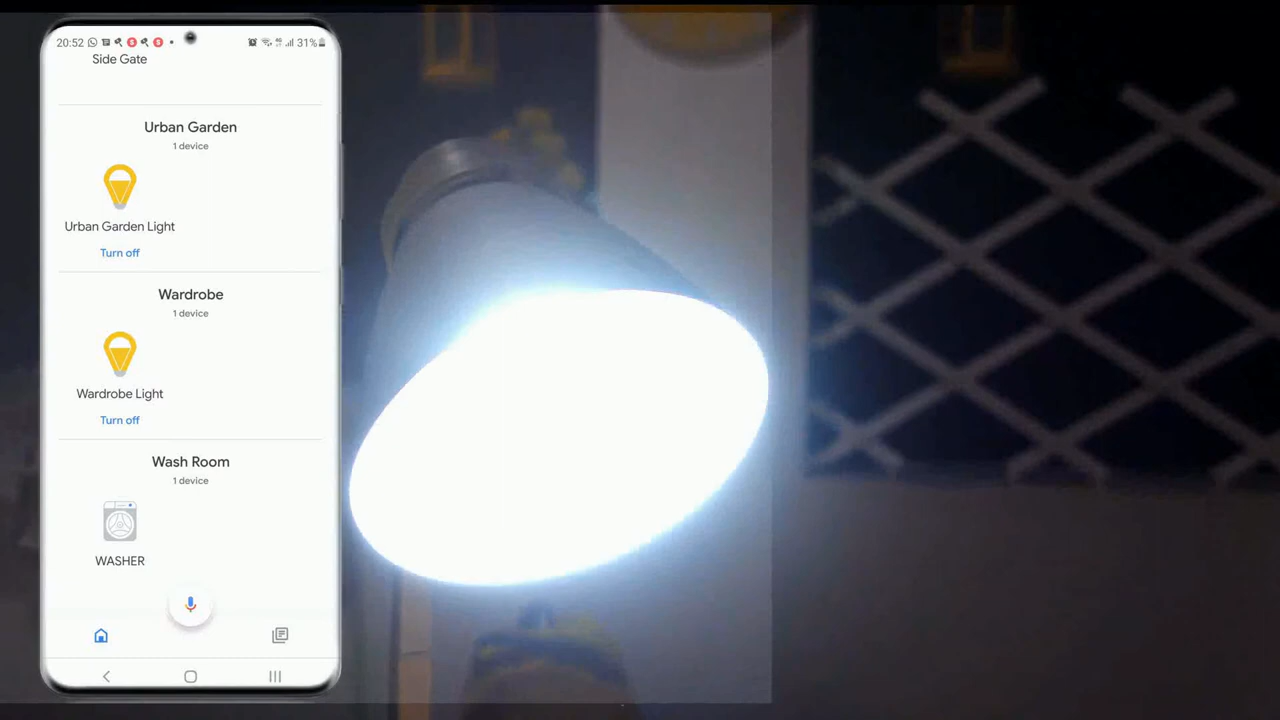 20:52 31%
Side Gate
Urban Garden
1 device
Urban Garden Light
Turn off
Wardrobe
1 device
Wardrobe Light
Turn off
Wash Room
1 device
WASHER